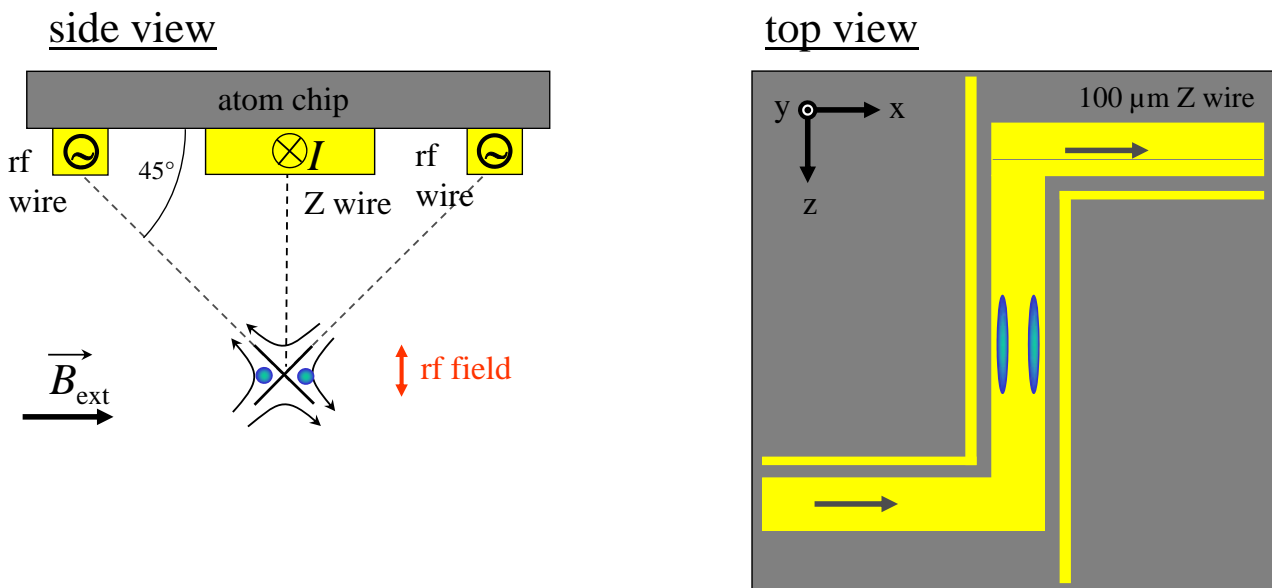 side view
atom chip
45°
rf
wire
I
Z wire
rf
wire
B ext
rf field
top view
100 µm Z wire
y
x
z